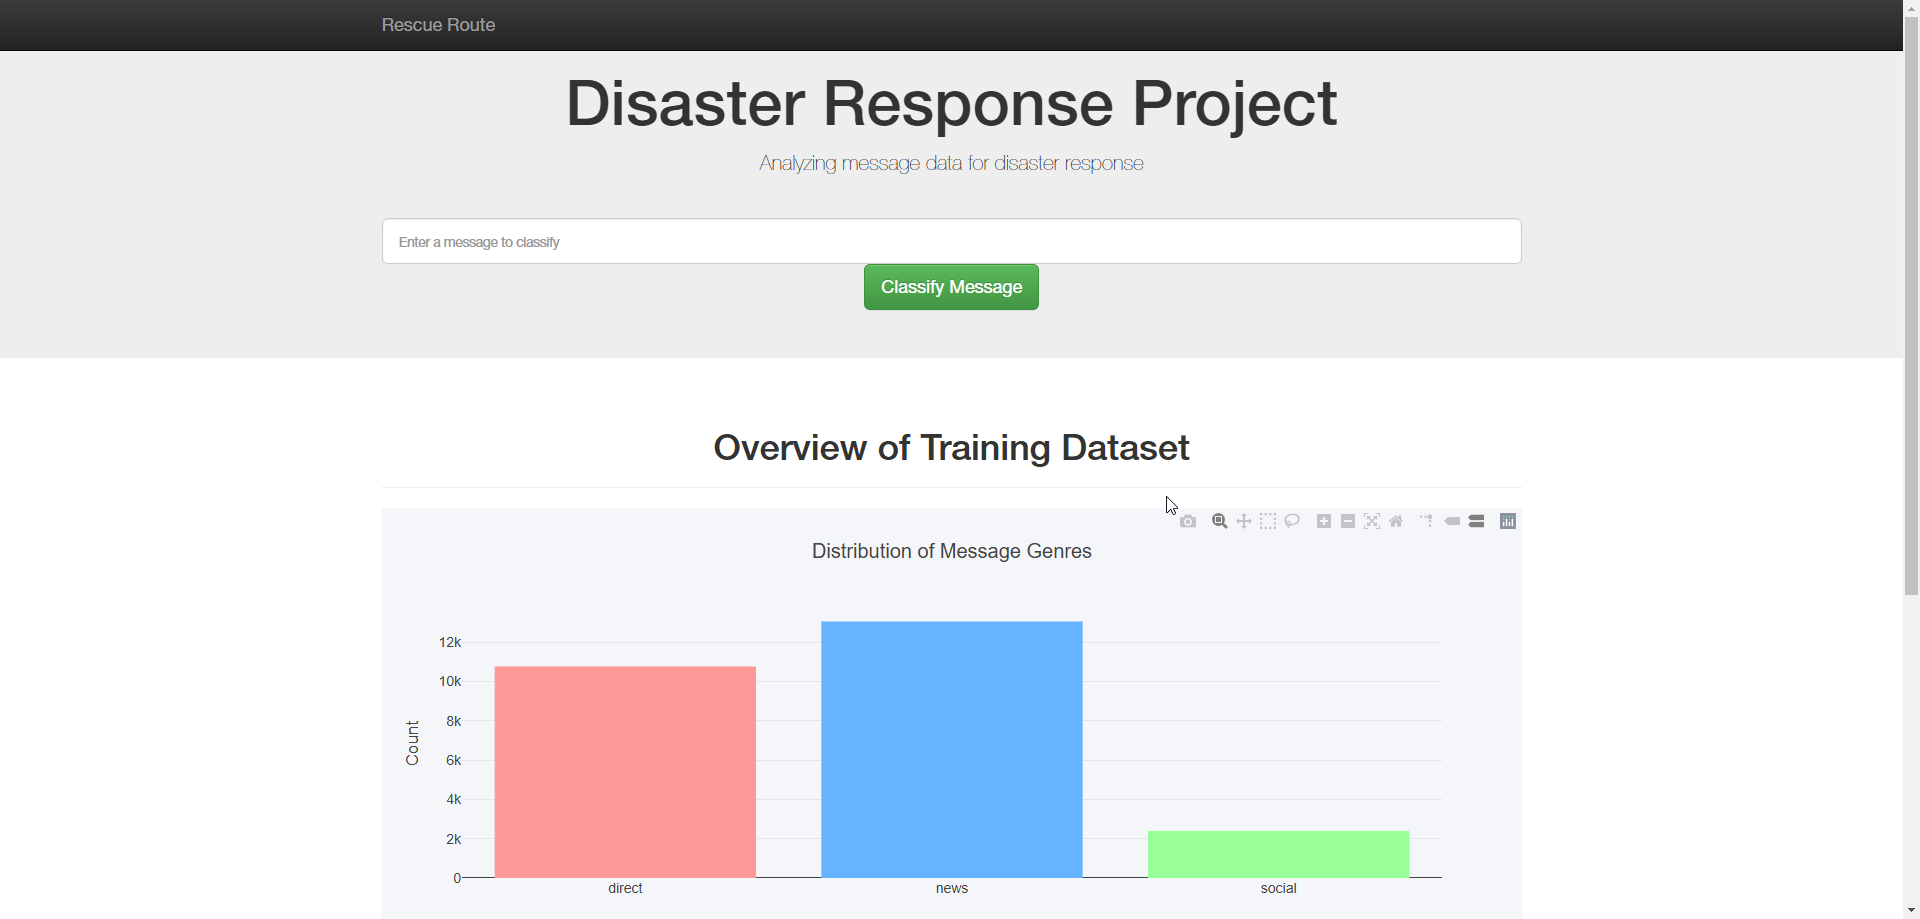 Rescue Route
Disaster Response Project
Analyzing message data for disaster response
Enter a message to classify
Classify Message
Overview of Training Dataset
Distribution of Message Genres
12k
10k
8k
6k
4k
2k
0
Count
direct news social